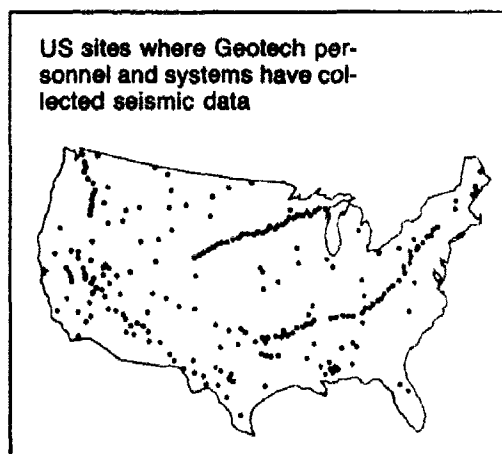 US sites where Geotech per-
sonnel and systems have col-
lected seismic data